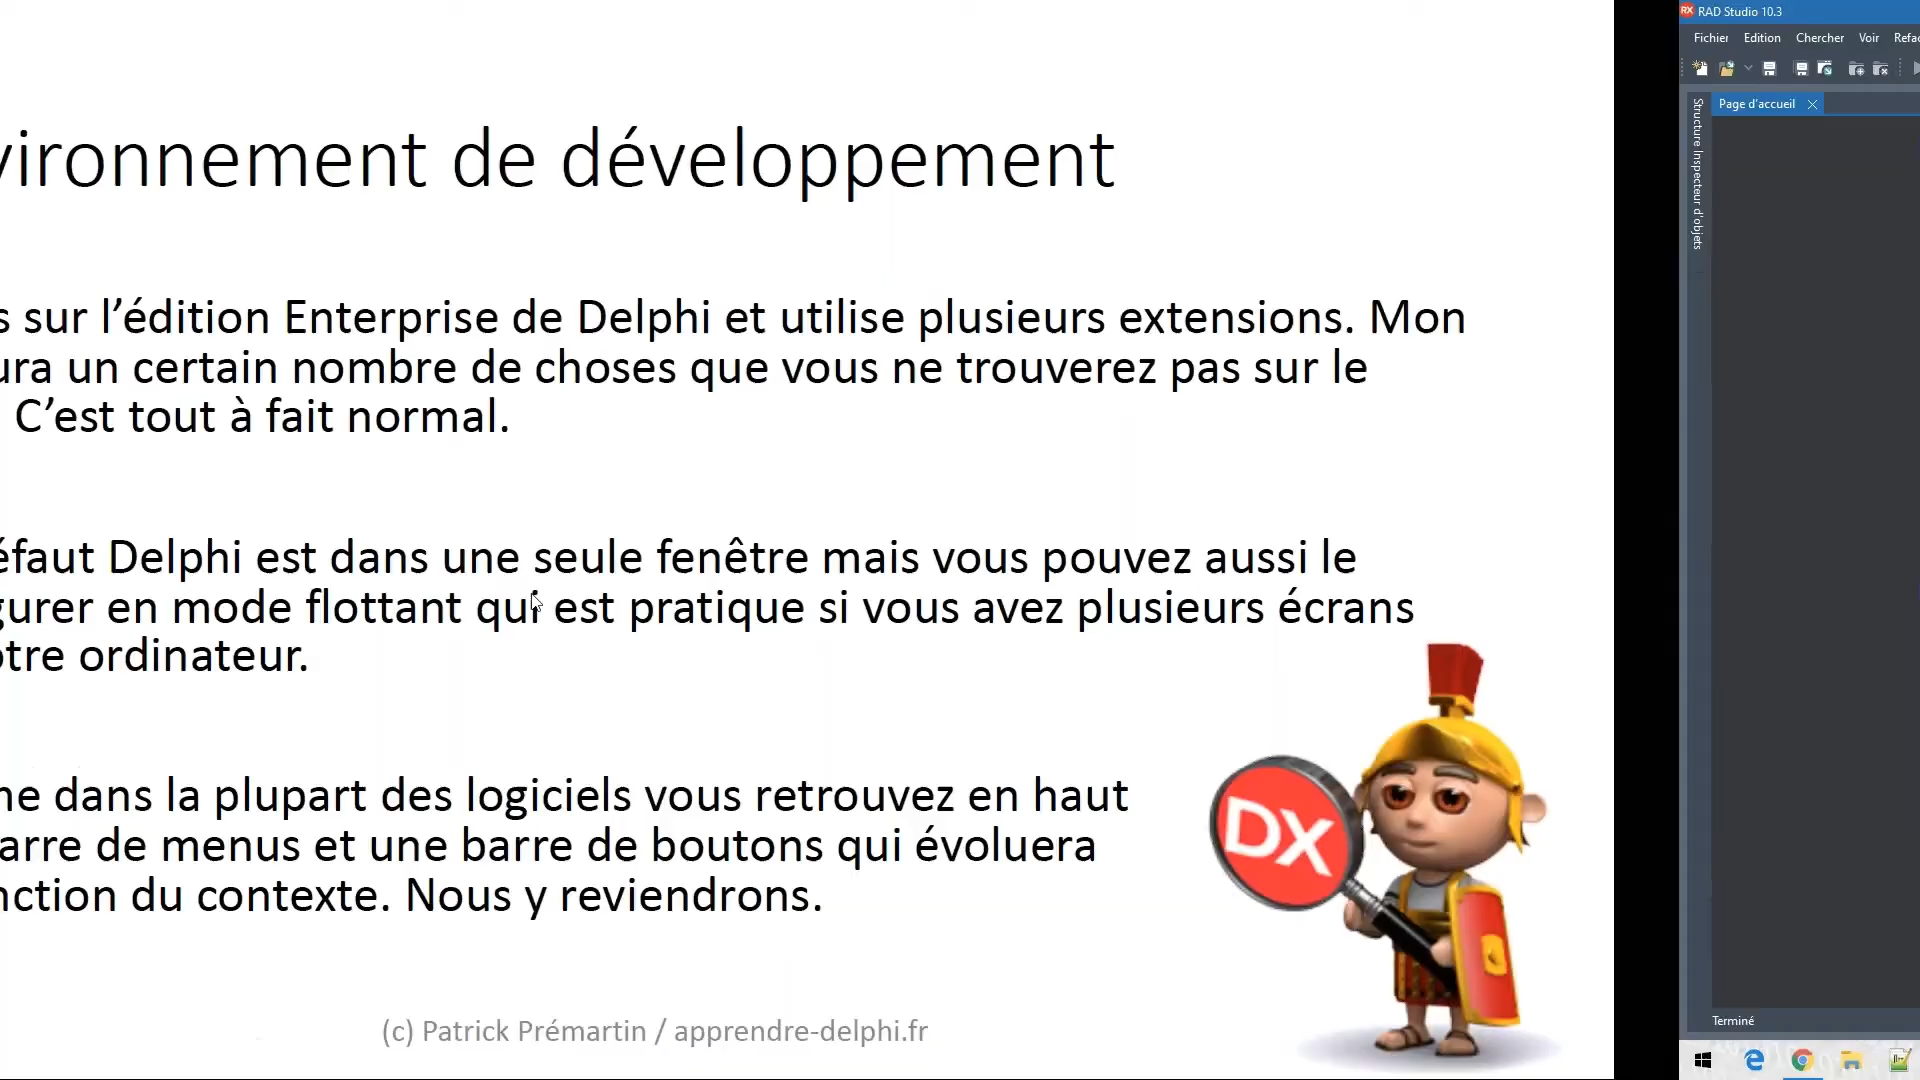 vironnement de développement
s sur l’édition Enterprise de Delphi et utilise plusieurs extensions. Mon
ura un certain nombre de choses que vous ne trouverez pas sur le
C’est tout à fait normal.
éfaut Delphi est dans une seule fenêtre mais vous pouvez aussi le
gurer en mode flottant qui est pratique si vous avez plusieurs écrans
otre ordinateur.
ne dans la plupart des logiciels vous retrouvez en haut
arre de menus et une barre de boutons qui évoluera
nction du contexte. Nous y reviendrons.
DX
(c) Patrick Prémartin / apprendre-delphi.fr
RX RAD Studio 10.3
Fichier Edition Chercher Voir Refac
Page d'accueil
Structure Inspecteur d'objets
Terminé